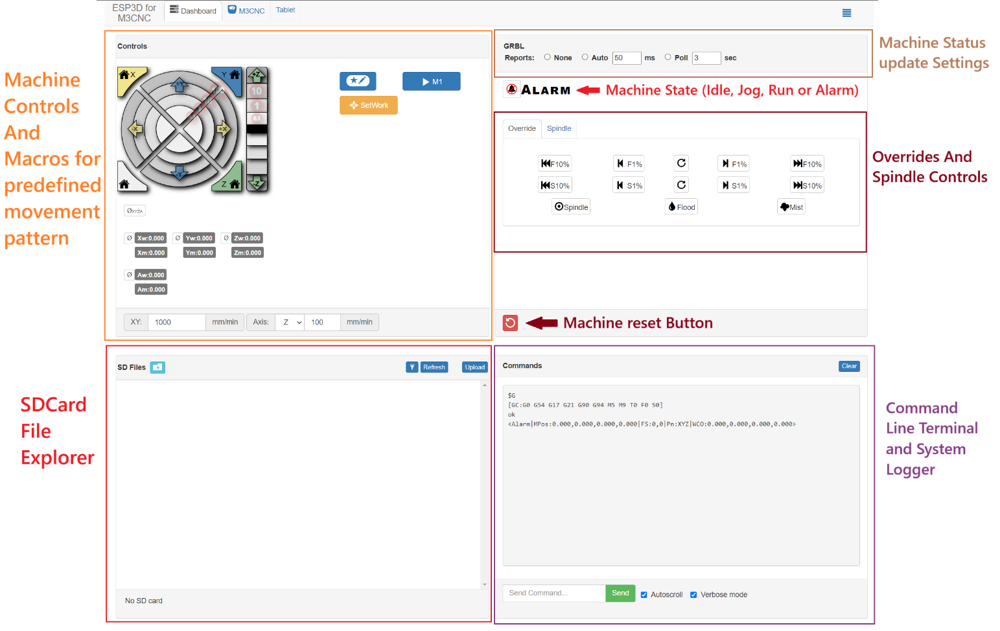 ESP3D for
M3CNC
Dashboard
M3CNC
Tablet
Machine
Controls
And
Macros for
predefined
movement
pattern
Controls
X
Y
+Y
-X
+X
-Y
Z
+Z
10
1
0.1
-Z
M1
SetWork
ØXYZA
Ø Xw:0.000 Ø Yw:0.000 Ø Zw:0.000
Xm:0.000 Ym:0.000 Zm:0.000
Ø Aw:0.000
Am:0.000
XY: 1000 mm/min Axis: Z 100 mm/min
GRBL
Reports: None Auto 50 ms Poll 3 sec
Machine Status
update Settings
ALARM
Machine State (Idle, Jog, Run or Alarm)
Override Spindle
F10% F1% F1% F10%
S10% S1% S1% S10%
Spindle Flood Mist
Overrides And
Spindle Controls
Machine reset Button
SDCard
File
Explorer
SD Files Refresh Upload
No SD card
Commands Clear
$G
[GC:G0 G54 G17 G21 G90 G94 M5 M9 T0 F0 S0]
ok
<Alarm|MPos:0.000,0.000,0.000,0.000|FS:0,0|Pn:XYZ|WCO:0.000,0.000,0.000,0.000>
Send Command... Send Autoscroll Verbose mode
Command
Line Terminal
and System
Logger